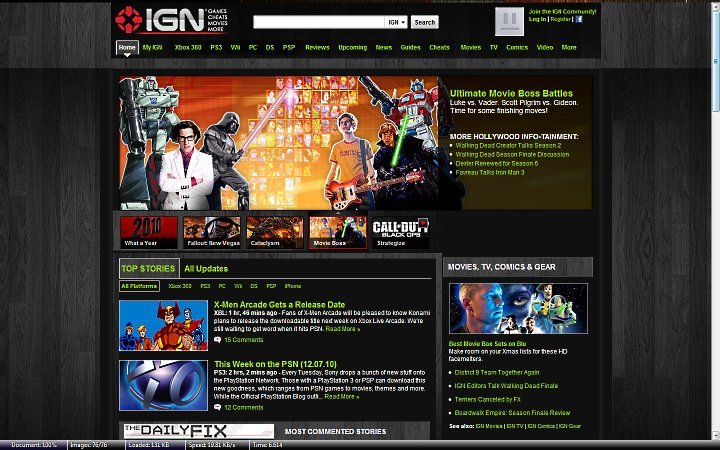 IGN GAMES CHEATS MOVIES MORE
IGN Search
Join the IGN Community!
Log In | Register |
Home My IGN Xbox 360 PS3 Wii PC DS PSP Reviews Upcoming News Guides Cheats Movies TV Comics Video More
Ultimate Movie Boss Battles
Luke vs. Vader. Scott Pilgrim vs. Gideon.
Time for some finishing moves!
MORE HOLLYWOOD INFO-TAINMENT:
Walking Dead Creator Talks Season 2
Walking Dead Season Finale Discussion
Dexter Renewed for Season 6
Favreau Talks Iron Man 3
2010
CALL OF DUTY
BLACK OPS
What a Year Fallout: New Vegas Cataclysm Movie Boss Strategize
TOP STORIES All Updates
All Platforms Xbox 360 PS3 PC Wii DS PSP iPhone
X-Men Arcade Gets a Release Date
XBL: 1 hr, 46 mins ago - Fans of X-Men will be pleased to know Konami
plans to release the downloadable title next week on Xbox Live Arcade. We're
still waiting to get word when it hits PSN. Read More »
15 Comments
This Week on the PSN (12.07.10)
PS3: 2 hrs, 2 mins ago - Every Tuesday, Sony drops a bunch of new stuff onto
the PlayStation Network. Those with a PlayStation 3 or PSP can download this
new goodness, which ranges from PSN games to movies, themes and more.
While the Official PlayStation Blog outli... Read More »
12 Comments
THE DAILY FIX
MOST COMMENTED STORIES
MOVIES, TV, COMICS & GEAR
Best Movie Box Sets on Blu
Make room on your Xmas lists for these HD
facemelters.
District 9 Team Together Again
IGN Editors Talk Walking Dead Finale
Terriers Canceled by FX
Boardwalk Empire: Season Finale Review
See also: IGN Movies | IGN TV | IGN Comics | IGN Gear
Document: 100% Images: 76/76 Loaded: 131 KB Speed: 19.81 KB/s Time: 6.614